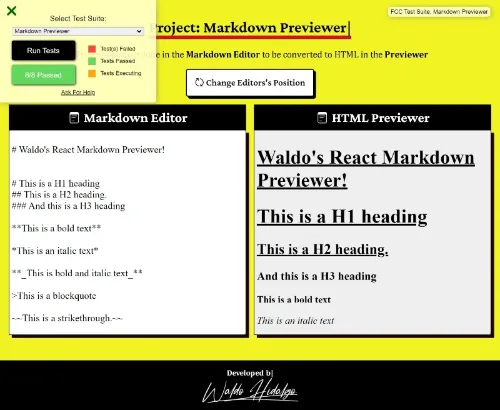 Select Test Suite:
Markdown Previewer
Run Tests
Test(s) Failed
8/8 Passed
Tests Passed
Tests Executing
Ask For Help
Project: Markdown Previewer|
FCC Test Suite: Markdown Previewer
in the Markdown Editor to be converted to HTML in the Previewer
Change Editors's Position
Markdown Editor
# Waldo's React Markdown Previewer!
# This is a H1 heading
## This is a H2 heading.
### And this is a H3 heading
**This is a bold text**
*This is an italic text*
**_This is bold and italic text_**
>This is a blockquote
~~This is a strikethrough.~~
HTML Previewer
Waldo's React Markdown
Previewer!
This is a H1 heading
This is a H2 heading.
And this is a H3 heading
This is a bold text
This is an italic text
Developed by|
Waldo Hidalgo